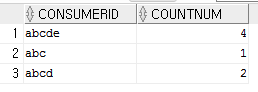 CONSUMERID COUNTNUM
1 abcde 4
2 abc 1
3 abcd 2